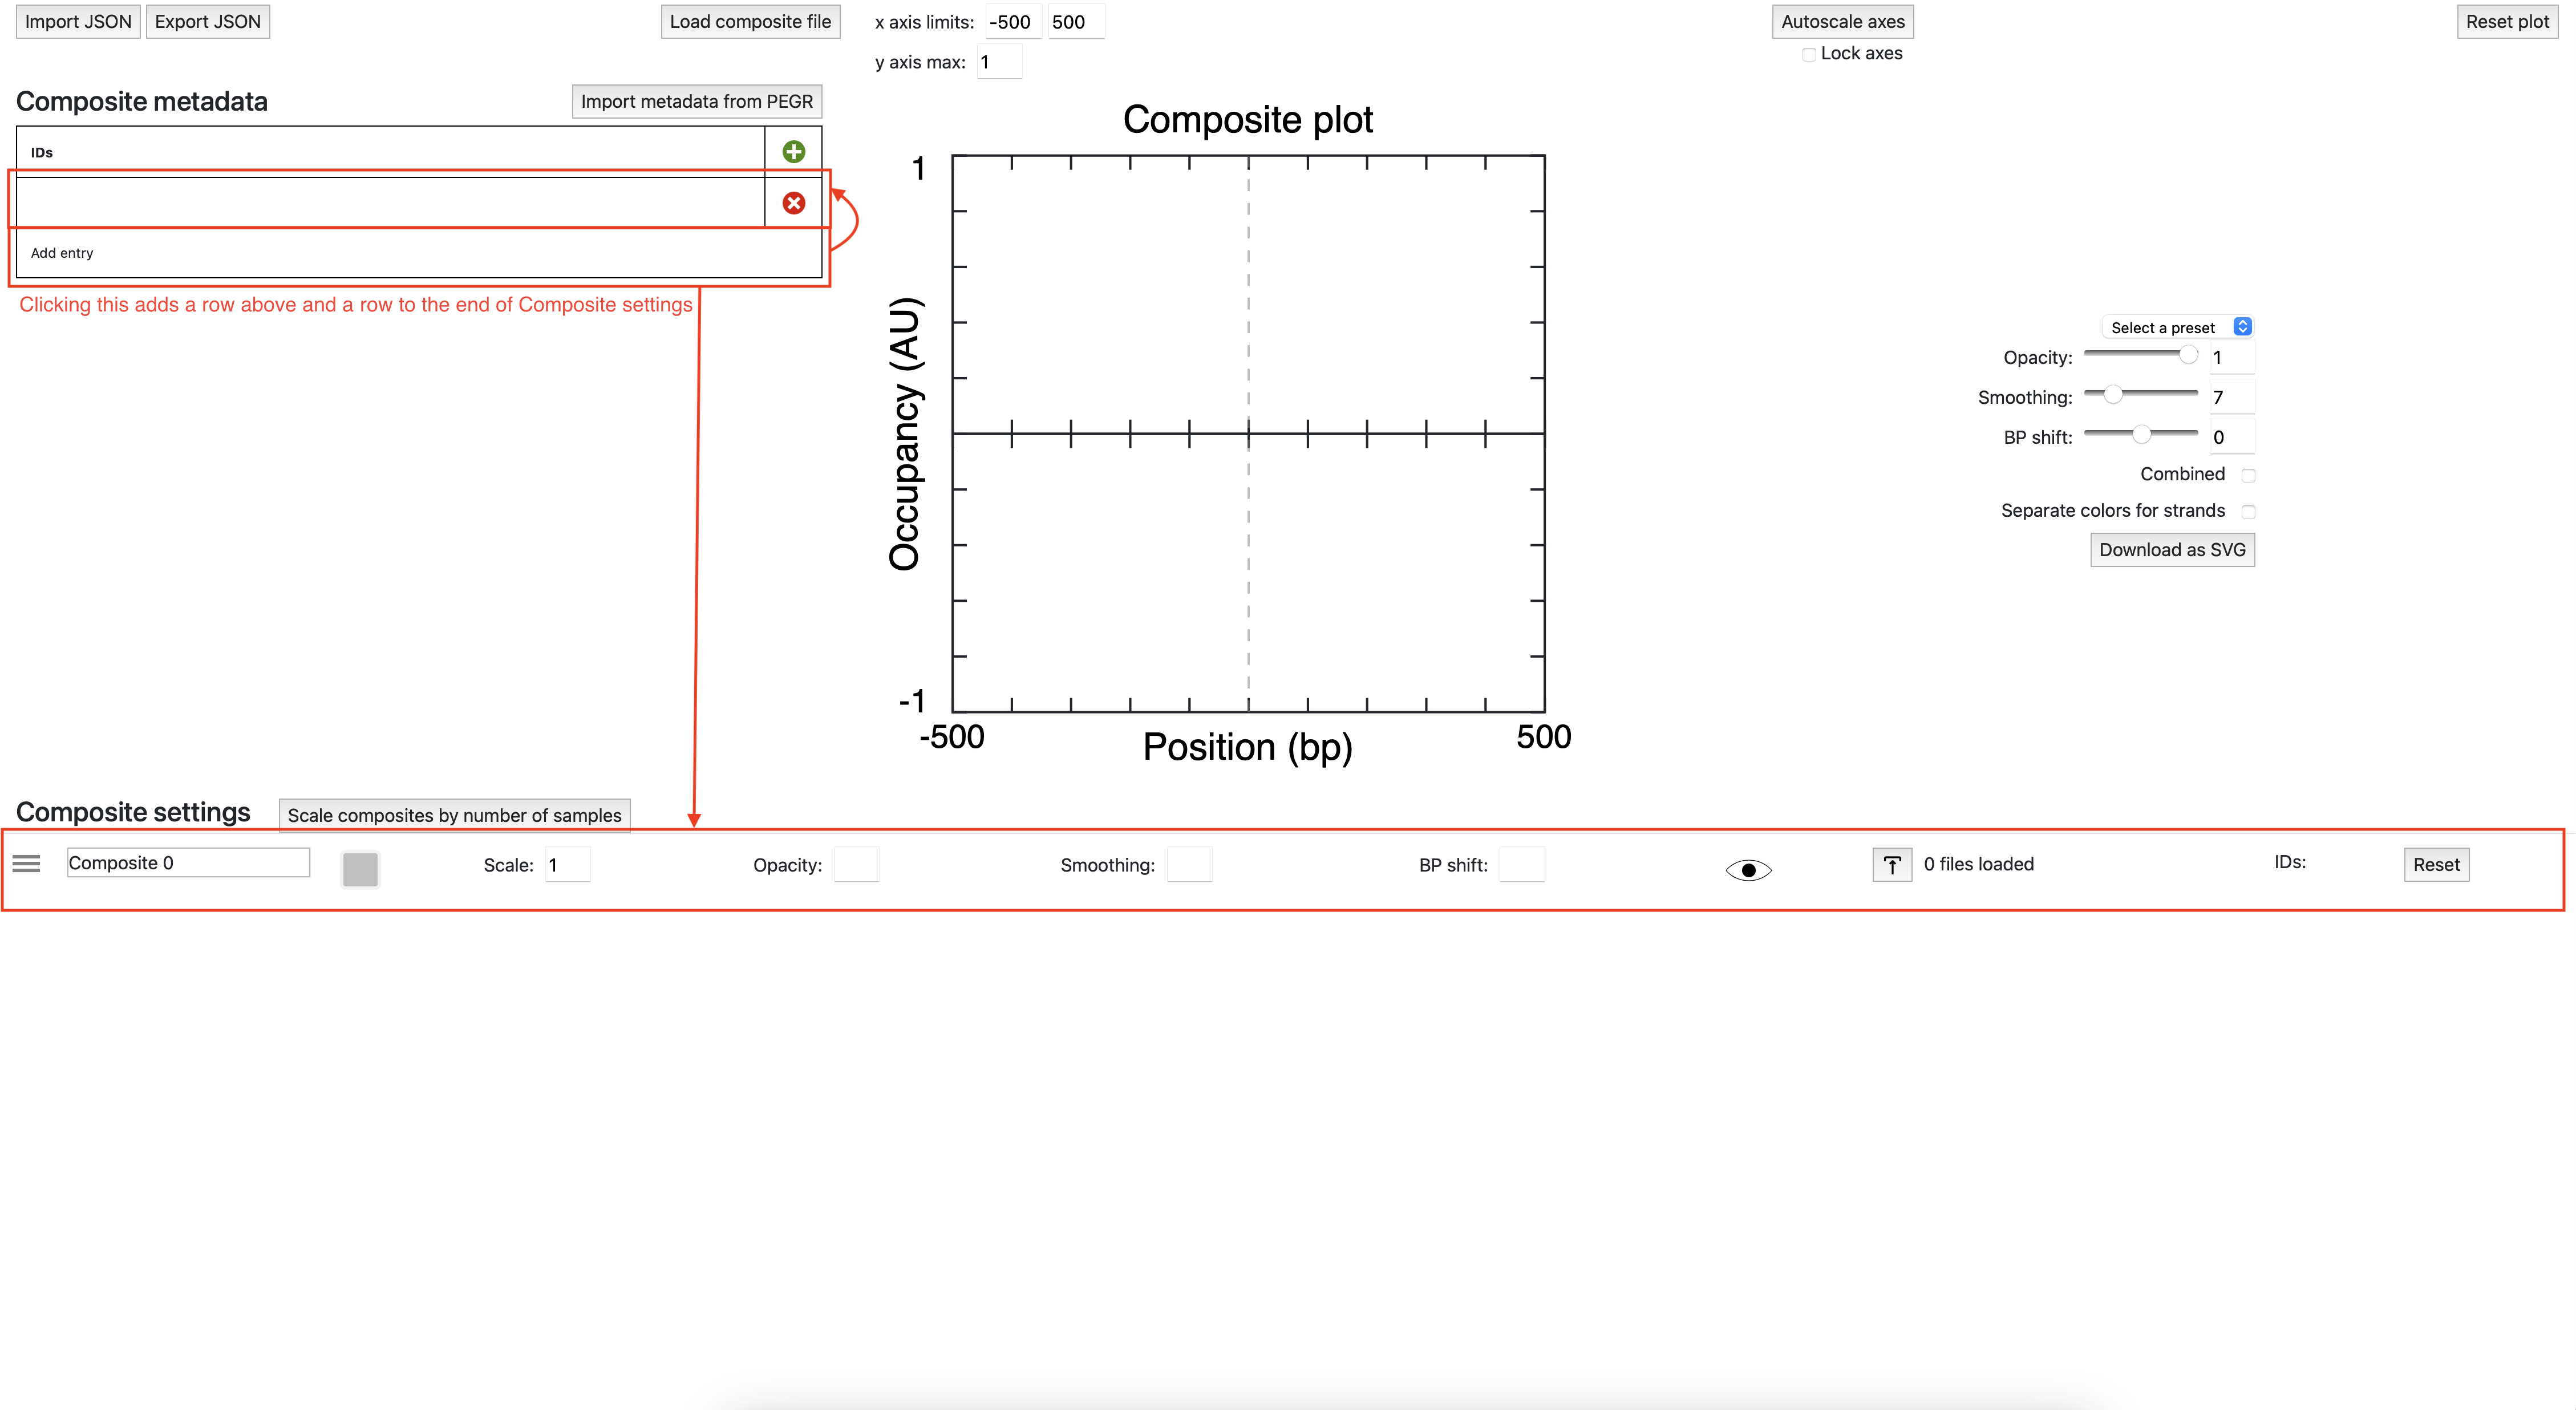 Import JSON Export JSON Load composite file x axis limits: -500 500 Autoscale axes Reset plot
Lock axes
y axis max: 1
Composite metadata Import metadata from PEGR
IDs
Add entry
Clicking this adds a row above and a row to the end of Composite settings
Composite plot
1
Occupancy (AU)
-1
-500 500
Position (bp)
Select a preset
Opacity: 1
Smoothing: 7
BP shift: 0
Combined
Separate colors for strands
Download as SVG
Composite settings Scale composites by number of samples
Composite 0 Scale: 1 Opacity: Smoothing: BP shift: 0 files loaded IDs: Reset